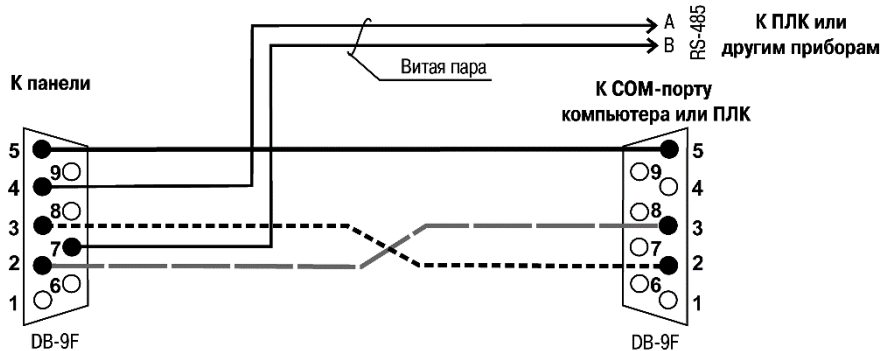 A
B
RS-485
К ПЛК или
другим приборам
Витая пара
К панели
К COM-порту
компьютера или ПЛК
5
9
4
8
3
7
2
6
1
DB-9F
5
9
4
8
3
7
2
6
1
DB-9F